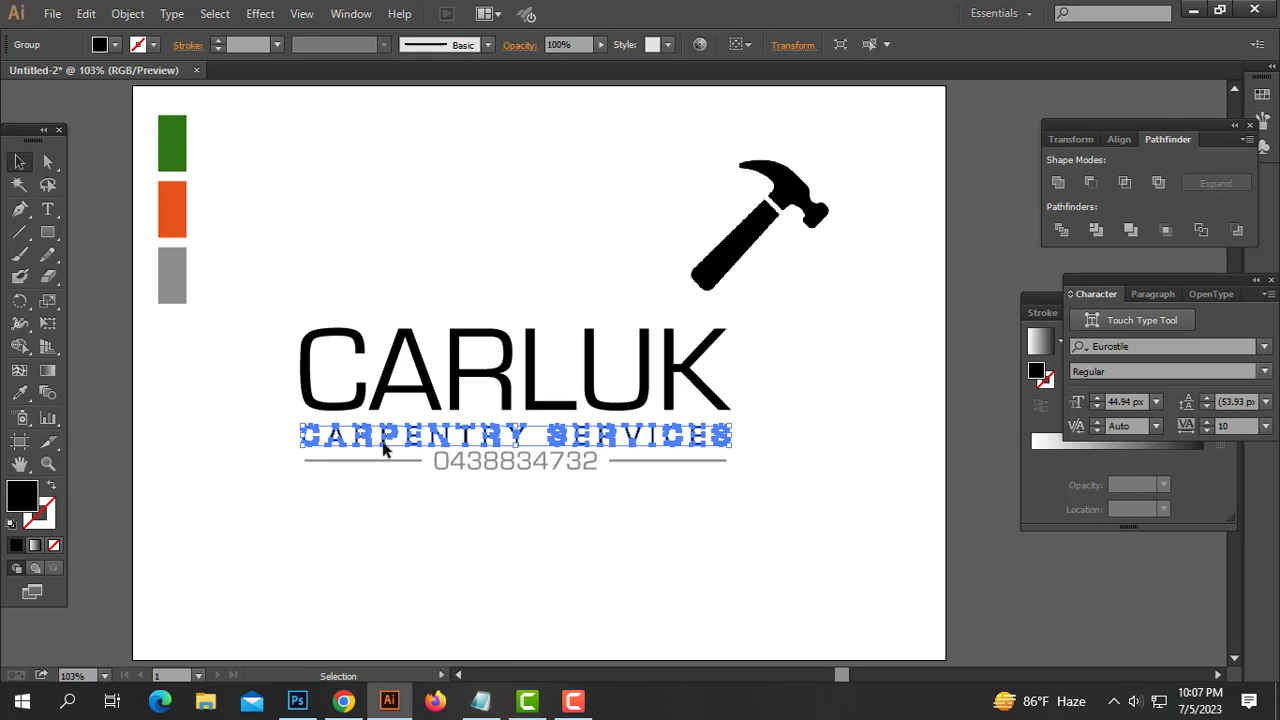 Ai File Edit Object Type Select Effect View Window Help Br Essentials
Group Stroke: Basic Opacity: 100% Style: Transform
Untitled-2* @ 103% (RGB/Preview) ×
Transform Align Pathfinder
Shape Modes:
Expand
Pathfinders:
Character Paragraph OpenType
Stroke
Touch Type Tool
Eurostile
Regular
44.94 px (53.93 px)
Auto 10
Opacity:
Location:
CARLUK
CARPENTRY SERVICES
0438834732
103% 1 Selection
Ps Ai C C 86°F Haze 10:07 PM
7/5/2023